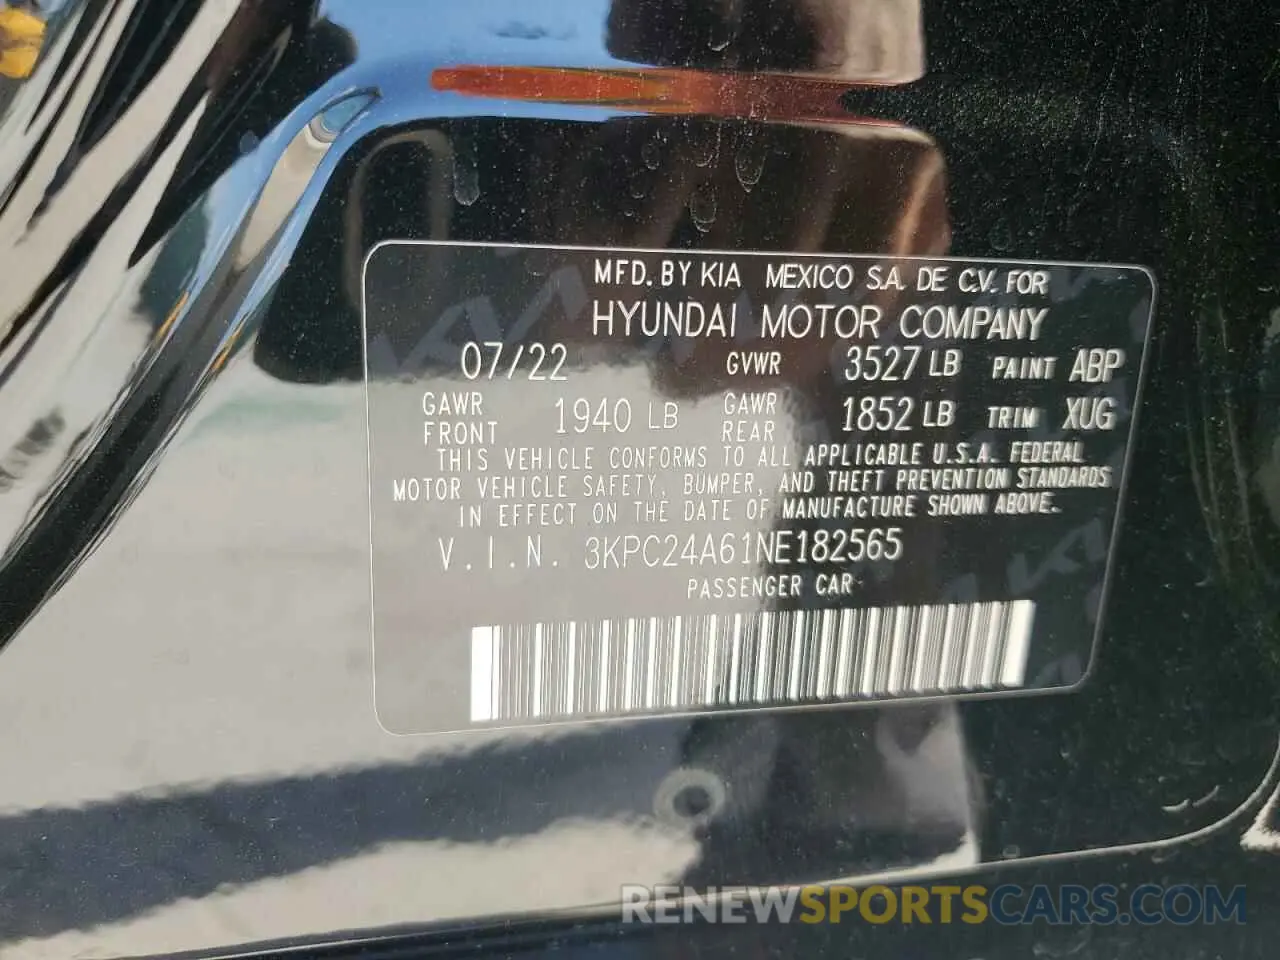 MFD. BY KIA MEXICO S.A. DE C.V. FOR
HYUNDAI MOTOR COMPANY
07/22 GVWR 3527 LB PAINT ABP
GAWR FRONT 1940 LB GAWR REAR 1852 LB TRIM XUG
THIS VEHICLE CONFORMS TO ALL APPLICABLE U.S.A. FEDERAL
MOTOR VEHICLE SAFETY, BUMPER, AND THEFT PREVENTION STANDARDS
IN EFFECT ON THE DATE OF MANUFACTURE SHOWN ABOVE.
V.I.N. 3KPC24A61NE182565
PASSENGER CAR
RENEWSPORTSCARS.COM